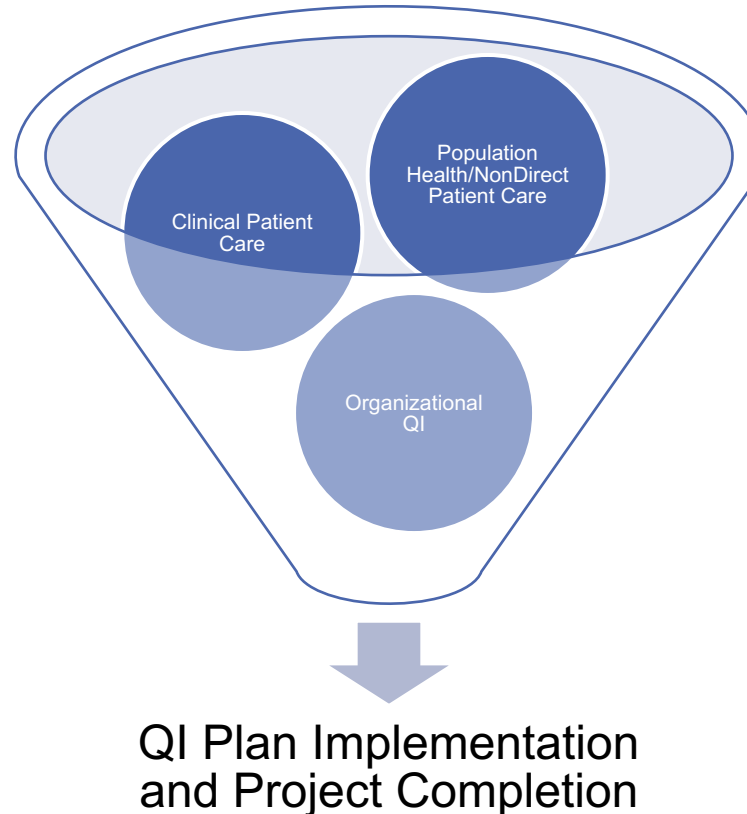 Population
Health/NonDirect
Patient Care
Clinical Patient
Care
Organizational
QI
QI Plan Implementation
and Project Completion